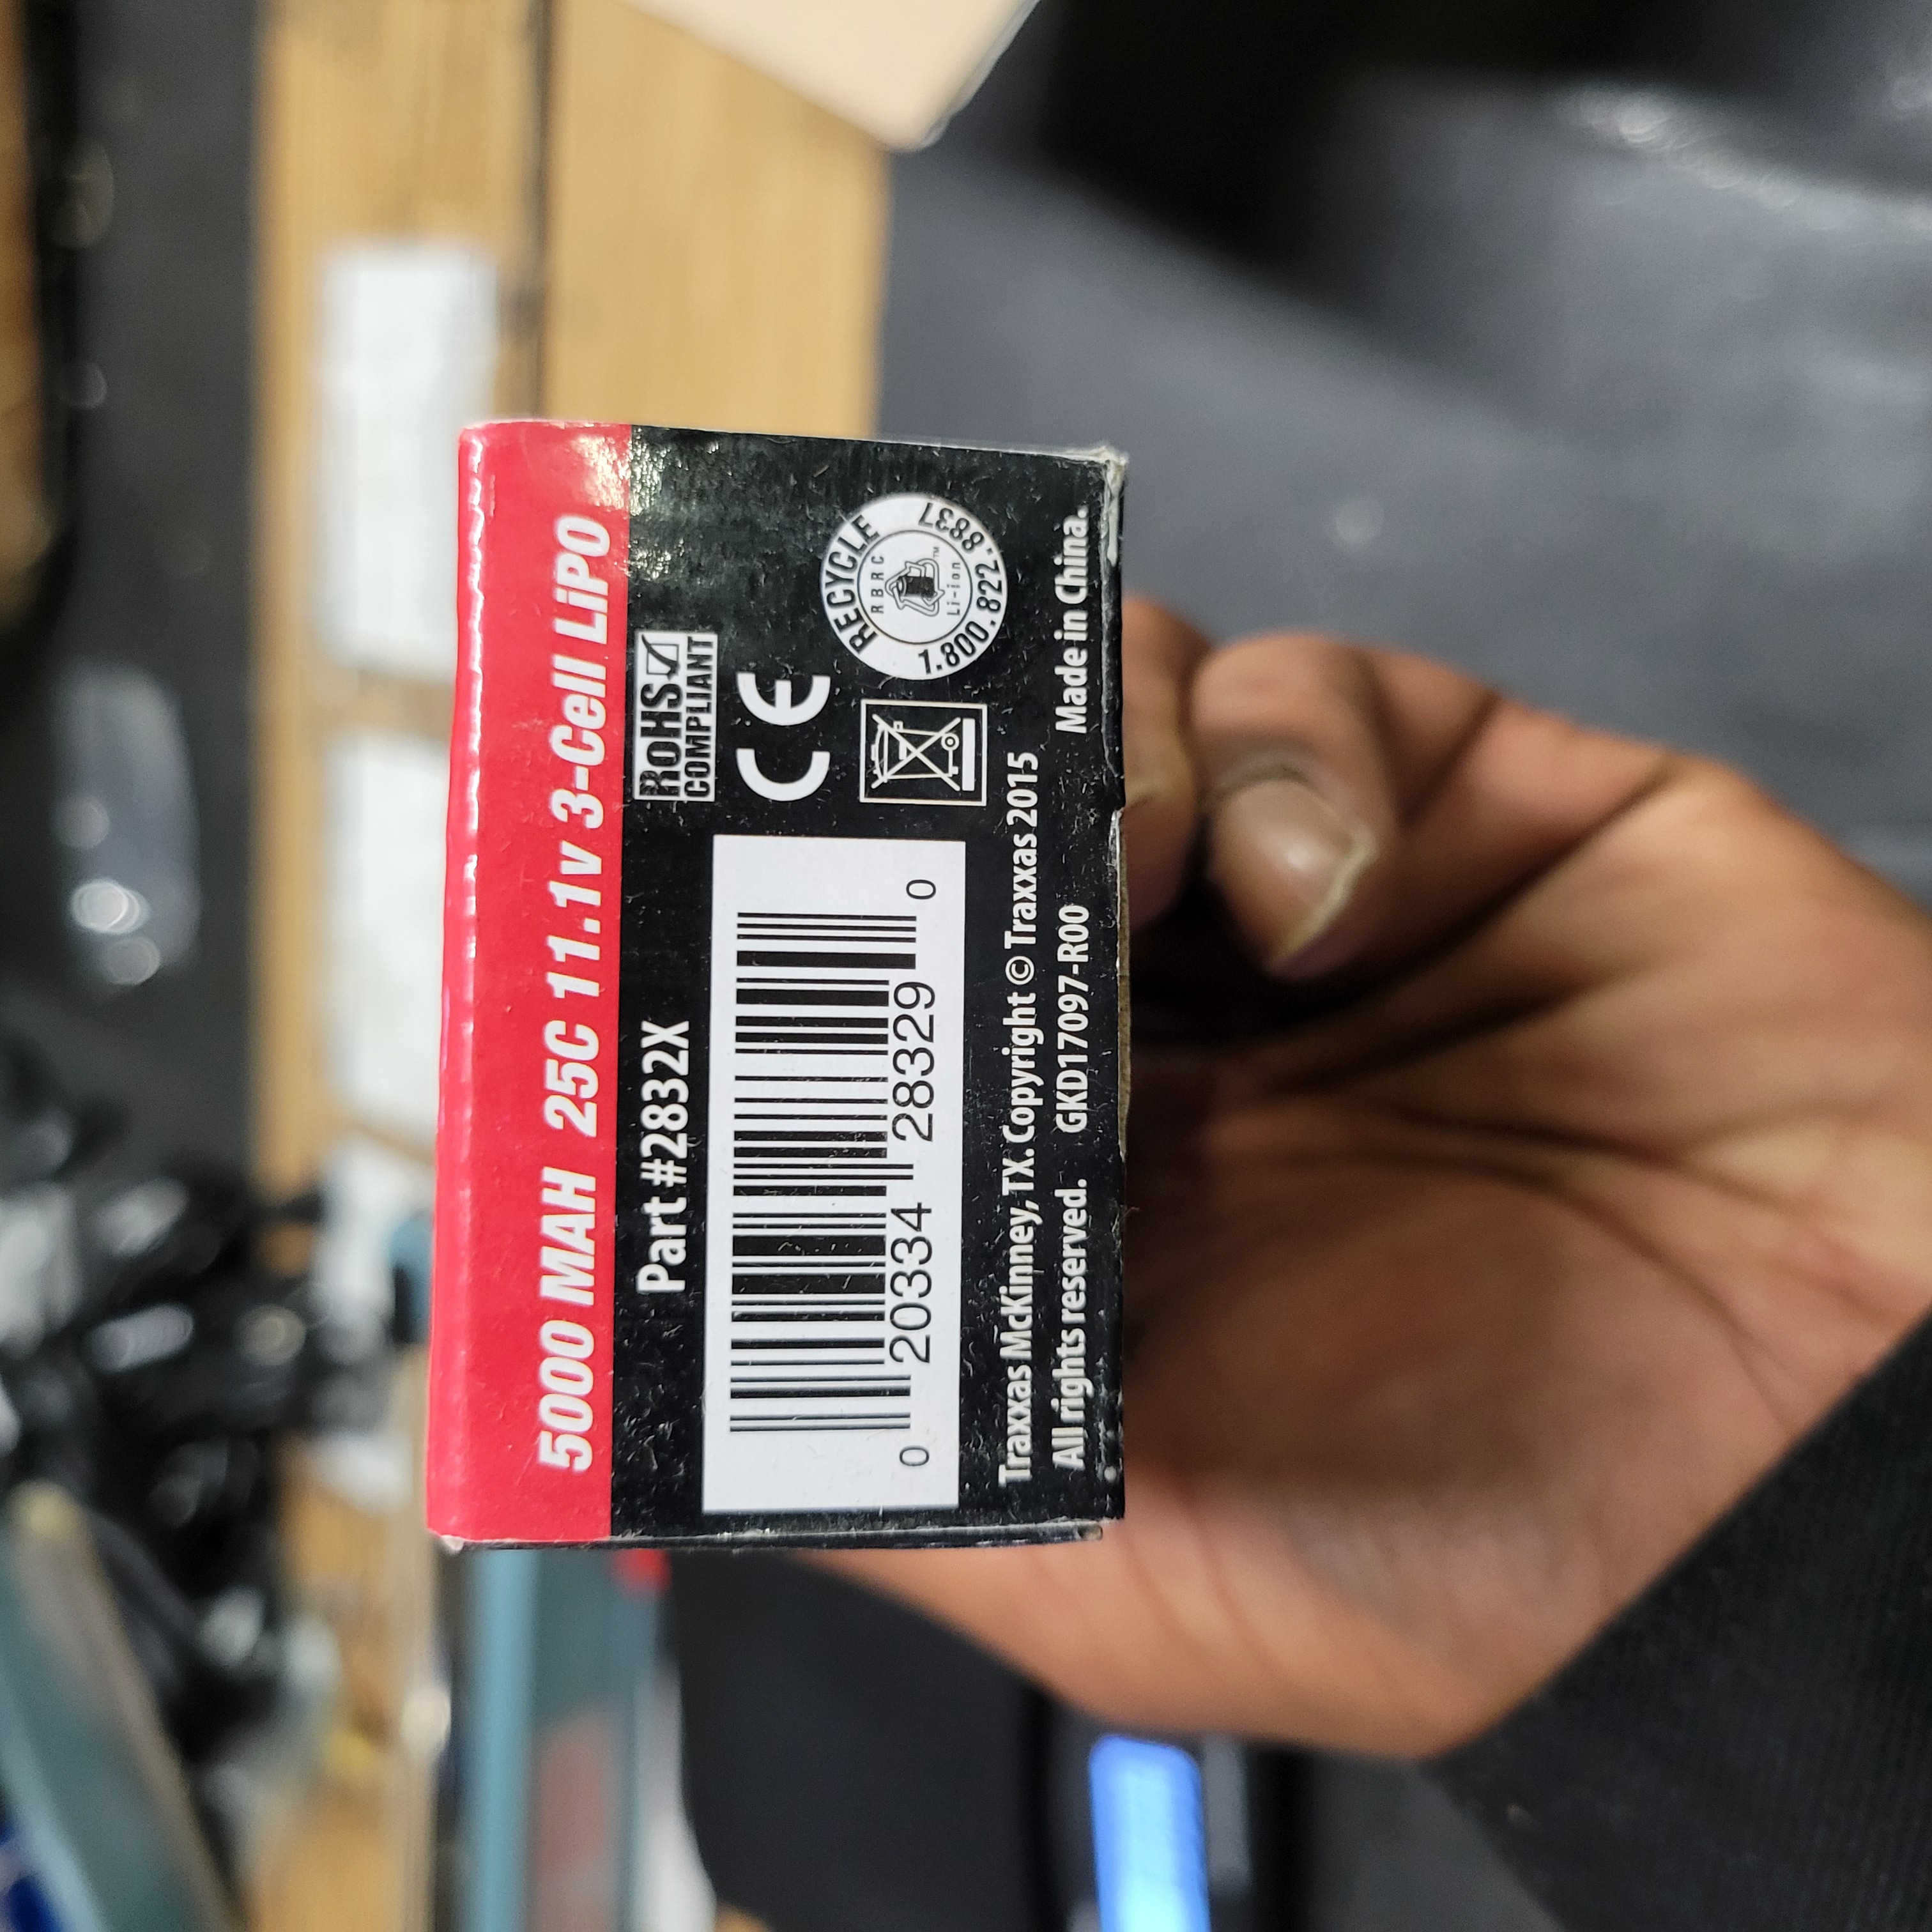 5000 MAH 25C 11.1v 3-Cell LiPO
Part #2832X
RoHS
COMPLIANT
CE
0 20334 28329 0
RECYCLE
RBRC
Li-ion
™
1.800.822.8837
Traxxas McKinney, TX. Copyright © Traxxas 2015
All rights reserved. GKD17097-R00 Made in China.